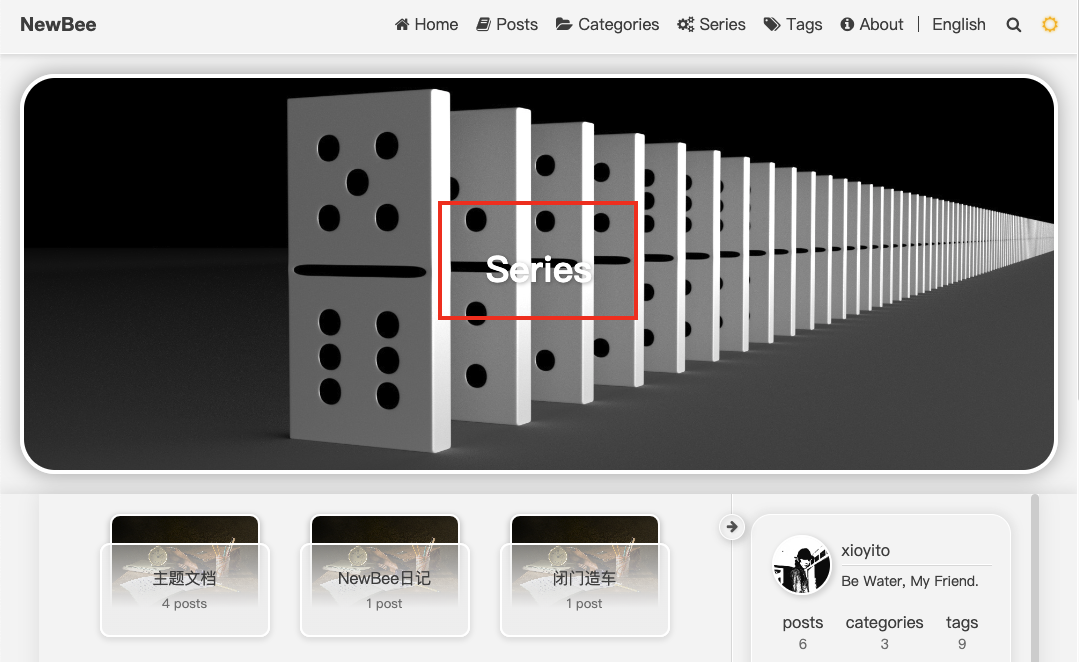 NewBee
Home Posts Categories Series Tags About | English
Series
主题文档
4 posts
NewBee日记
1 post
闭门造车
1 post
xioyito
Be Water, My Friend.
posts categories tags
6 3 9